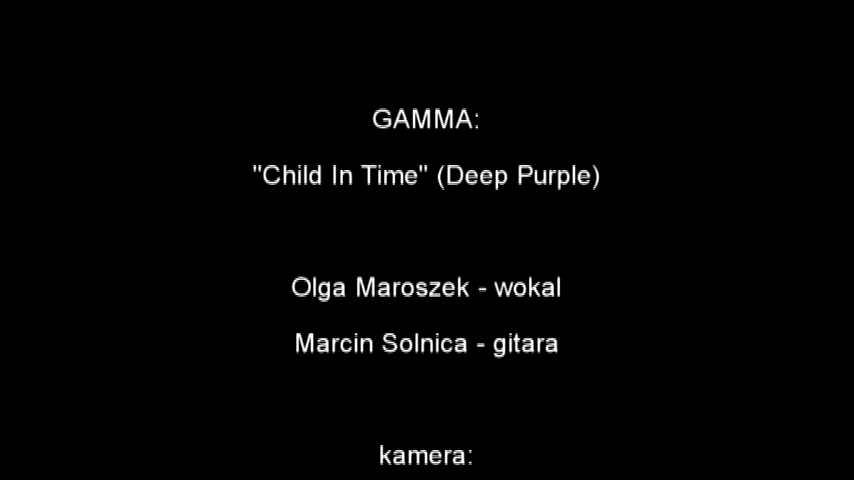 GAMMA:
"Child In Time" (Deep Purple)
Olga Maroszek - wokal
Marcin Solnica - gitara
kamera: